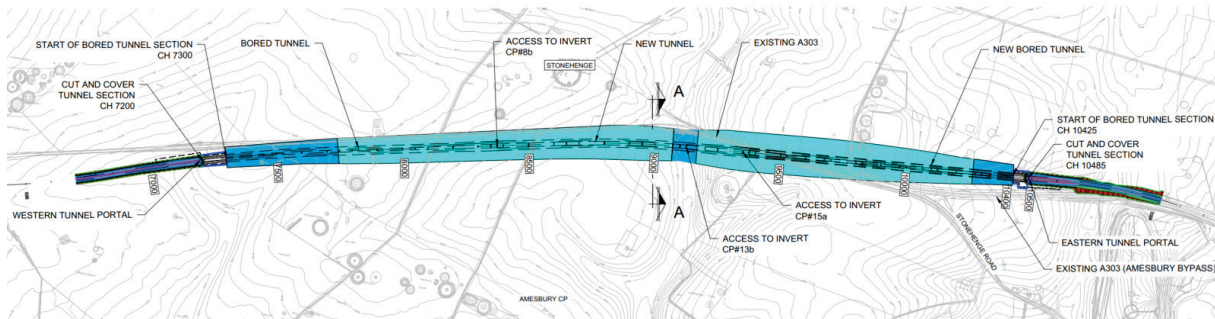 START OF BORED TUNNEL SECTION
CH 7300
BORED TUNNEL
ACCESS TO INVERT
CP#8b
STONEHENGE
NEW TUNNEL
EXISTING A303
NEW BORED TUNNEL
CUT AND COVER
TUNNEL SECTION
CH 7200
A
START OF BORED TUNNEL SECTION
CH 10425
CUT AND COVER
TUNNEL SECTION
CH 10485
7000
7500
8000
8500
9000
9500
10000
10400
10500
WESTERN TUNNEL PORTAL
A
ACCESS TO INVERT
CP#15a
ACCESS TO INVERT
CP#13b
STONEHENGE ROAD
EASTERN TUNNEL PORTAL
EXISTING A303 (AMESBURY BYPASS)
AMESBURY CP